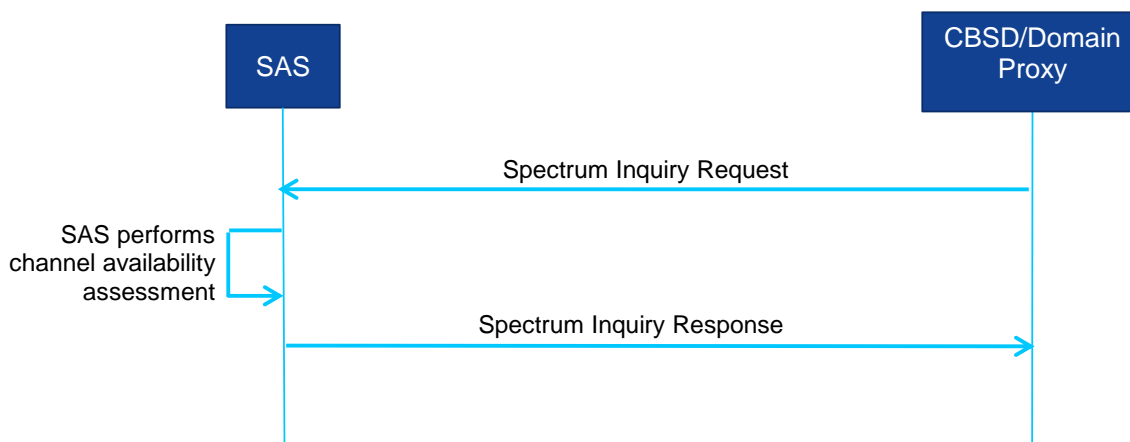 SAS
CBSD/Domain
Proxy
Spectrum Inquiry Request
SAS performs
channel availability
assessment
Spectrum Inquiry Response